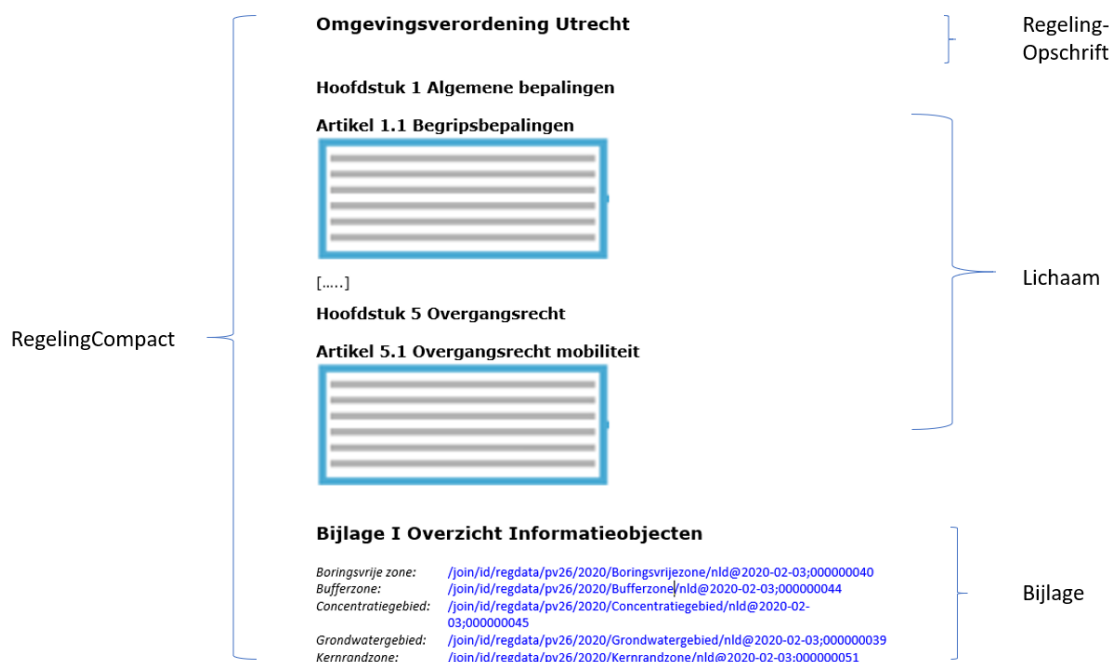 Omgevingsverordening Utrecht
Regeling-
Opschrift
Hoofdstuk 1 Algemene bepalingen
Artikel 1.1 Begripsbepalingen
[.....]
Lichaam
Hoofdstuk 5 Overgangsrecht
RegelingCompact
Artikel 5.1 Overgangsrecht mobiliteit
Bijlage I Overzicht Informatieobjecten
Boringsvrije zone: /join/id/regdata/pv26/2020/Boringsvrijezone/nld@2020-02-03;000000040
Bufferzone: /join/id/regdata/pv26/2020/Bufferzone/nld@2020-02-03;000000044
Concentratiegebied: /join/id/regdata/pv26/2020/Concentratiegebied/nld@2020-02-
03;000000045
Bijlage
Grondwatergebied: /join/id/regdata/pv26/2020/Grondwatergebied/nld@2020-02-03;000000039
Kernrandzone: /join/id/regdata/pv26/2020/Kernrandzone/nld@2020-02-03;000000051